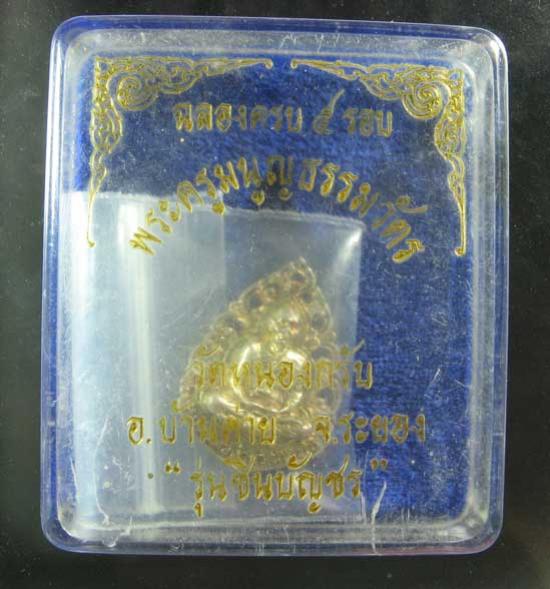 ฉลองครบ ๕ รอบ
พระครูมนูญธรรมวัตร
วัดหนองกรับ
อ.บ้านค่าย จ.ระยอง
"รุ่นชินบัญชร"